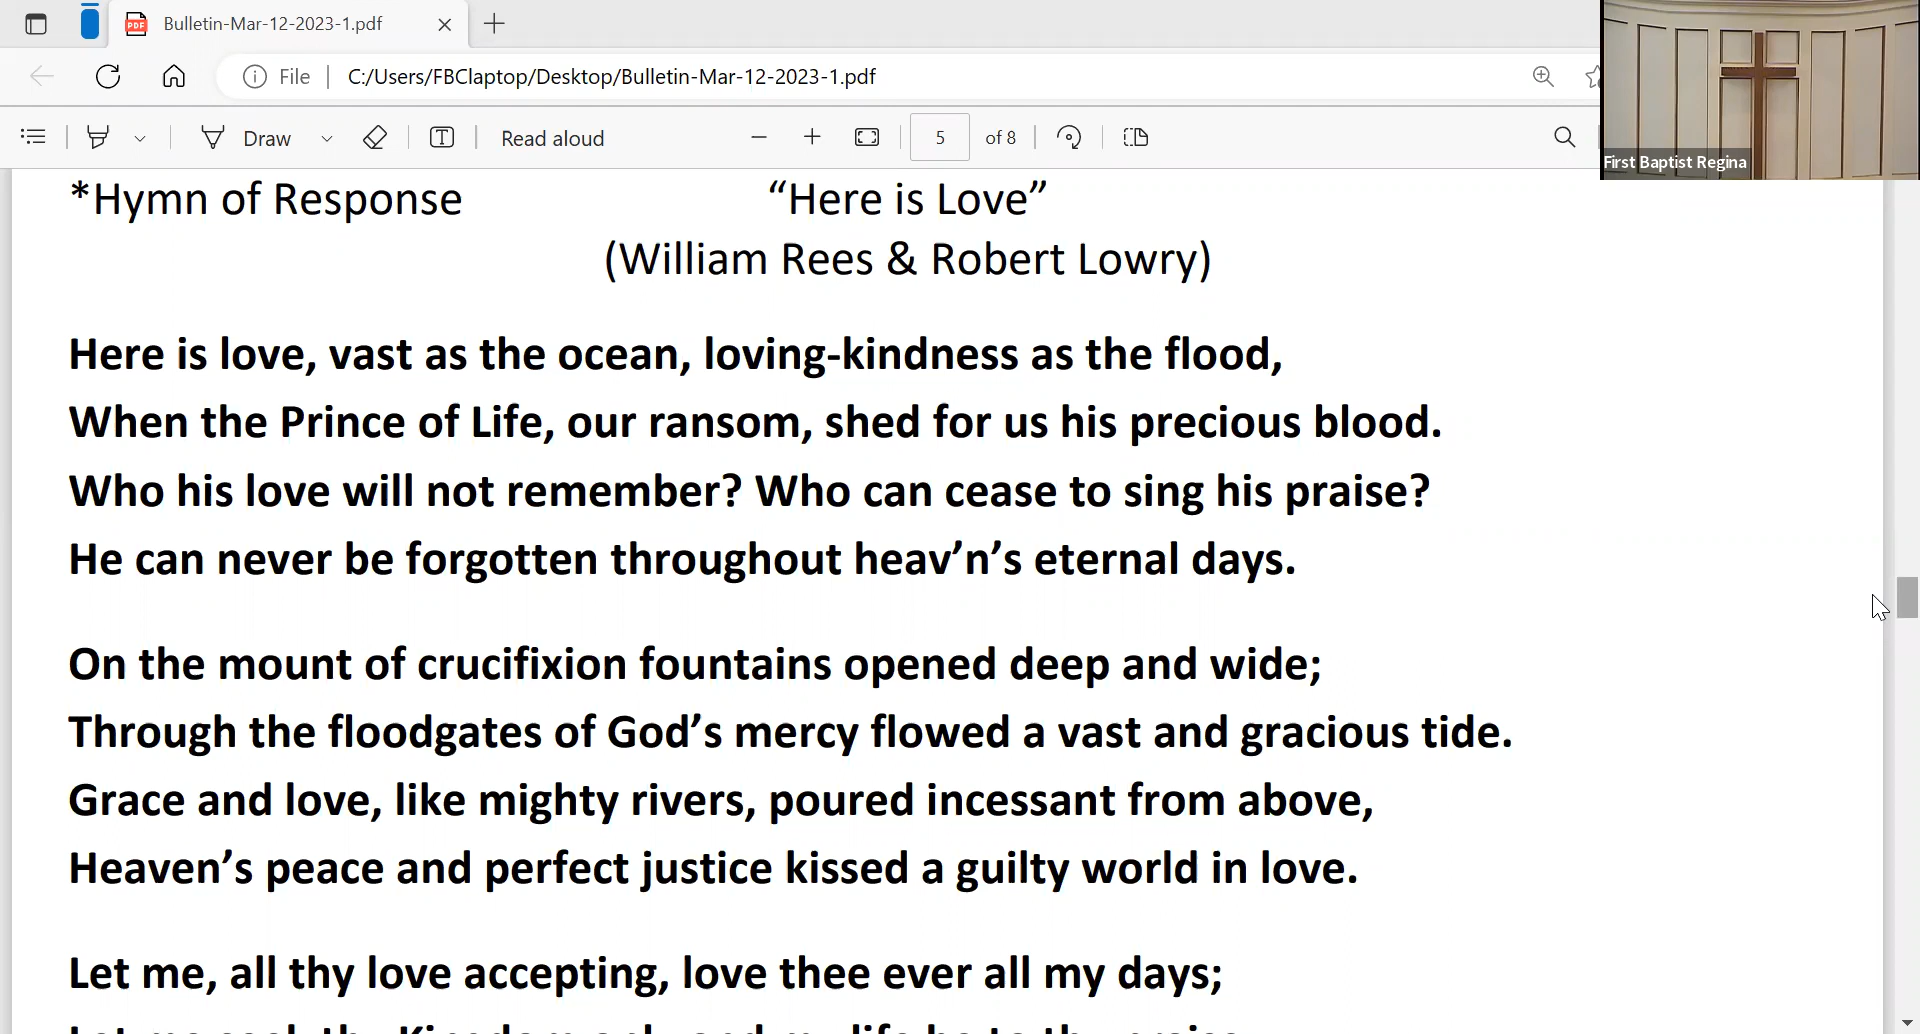 Bulletin-Mar-12-2023-1.pdf
File | C:/Users/FBClaptop/Desktop/Bulletin-Mar-12-2023-1.pdf
Draw Read aloud 5 of 8
First Baptist Regina
*Hymn of Response “Here is Love”
(William Rees & Robert Lowry)
Here is love, vast as the ocean, loving-kindness as the flood,
When the Prince of Life, our ransom, shed for us his precious blood.
Who his love will not remember? Who can cease to sing his praise?
He can never be forgotten throughout heav’n’s eternal days.
On the mount of crucifixion fountains opened deep and wide;
Through the floodgates of God’s mercy flowed a vast and gracious tide.
Grace and love, like mighty rivers, poured incessant from above,
Heaven’s peace and perfect justice kissed a guilty world in love.
Let me, all thy love accepting, love thee ever all my days;